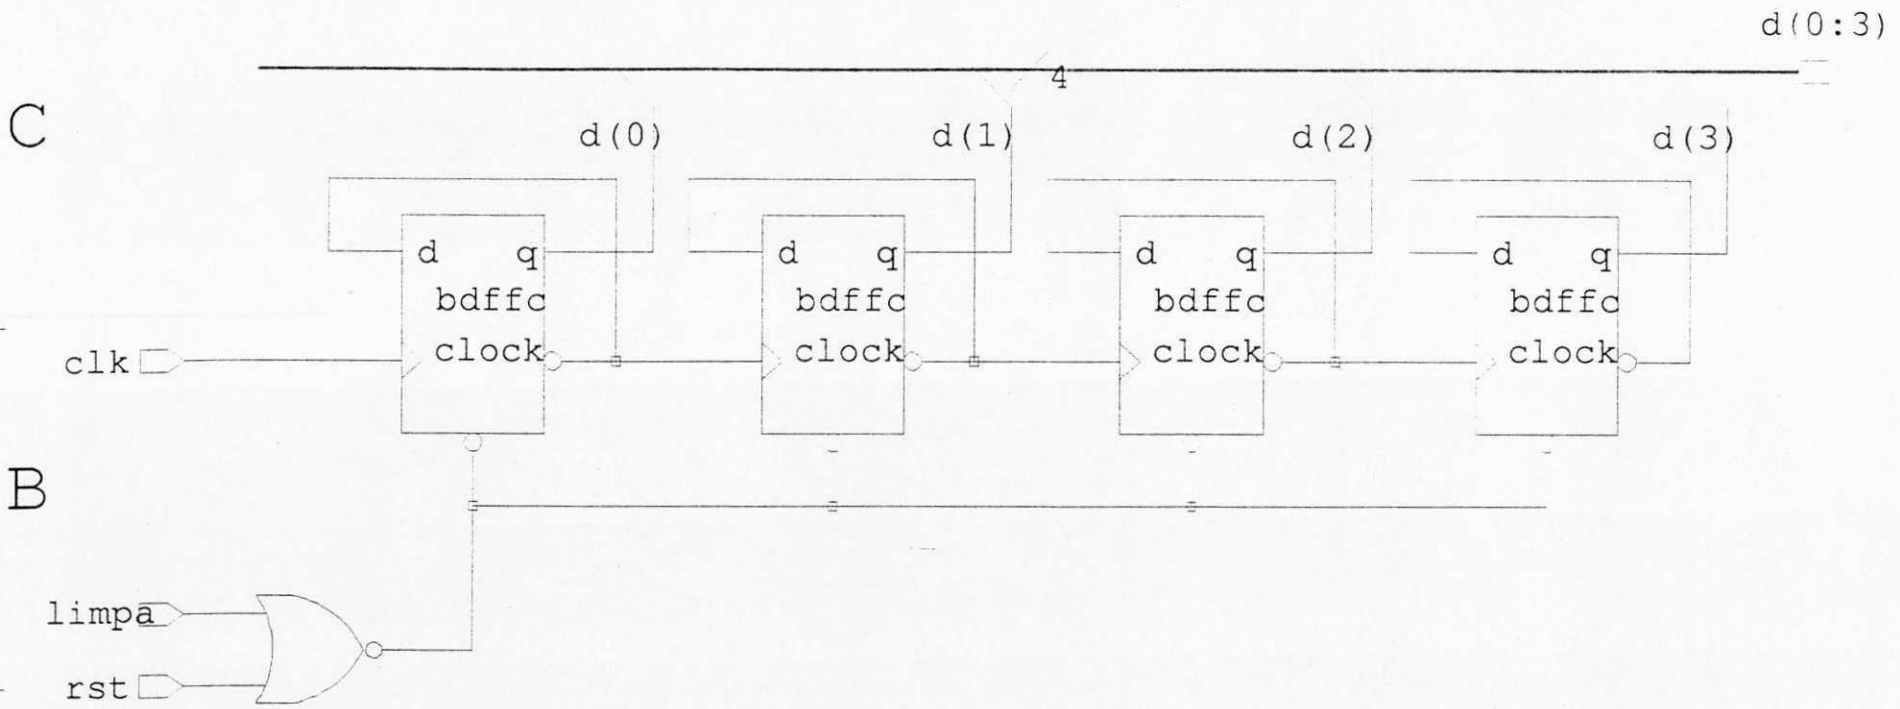 d(0:3)
4
C
d(0) d(1) d(2) d(3)
d q d q d q d q
bdffc bdffc bdffc bdffc
clk clock clock clock clock
B
limpa
rst